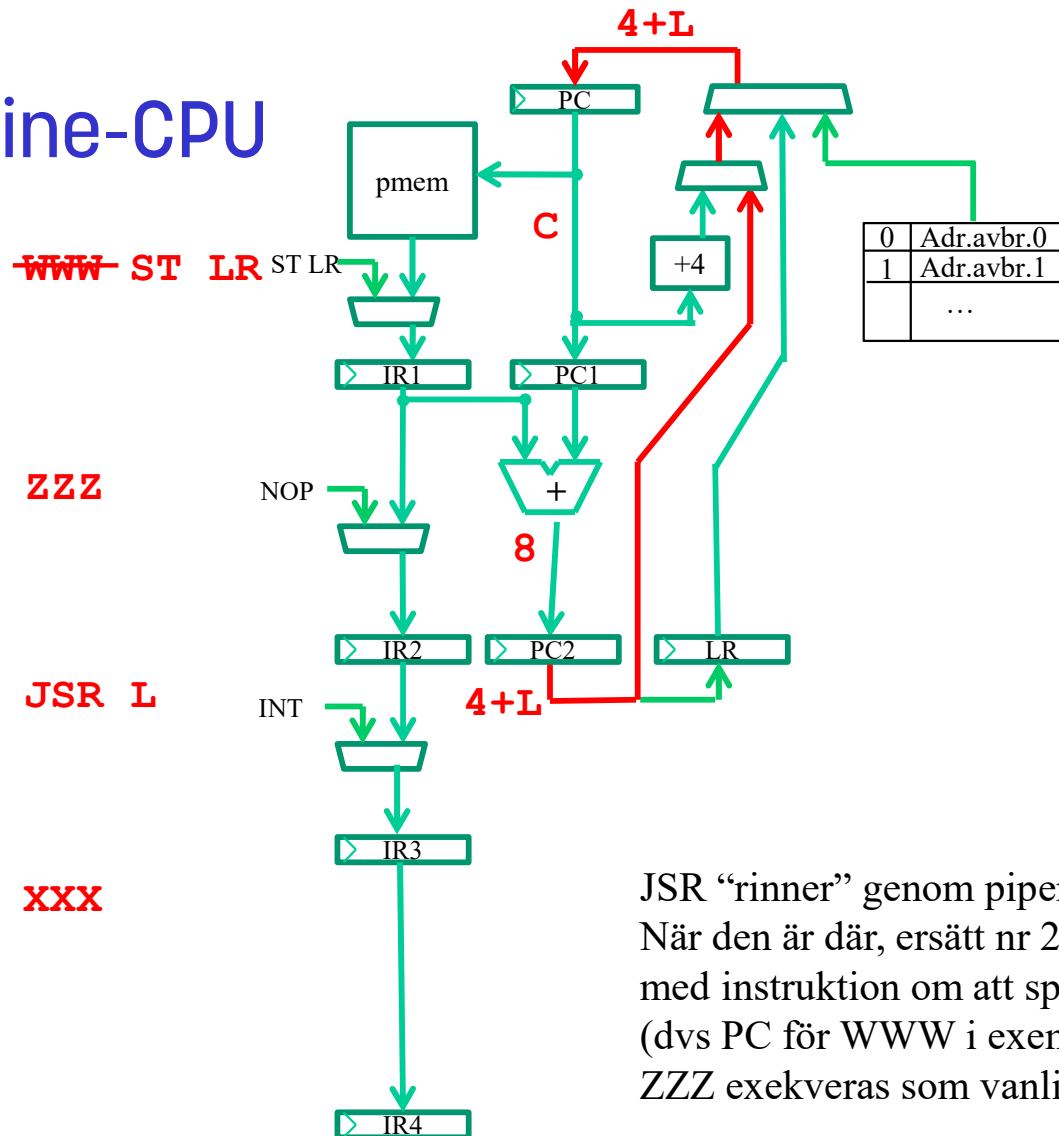 4+L
PC
ine-CPU
pmem
C
0 Adr.avbr.0
WWW ST LR
ST LR
+4
1 Adr.avbr.1
…
IR1
PC1
ZZZ
NOP
+
8
IR2
PC2
LR
JSR L
INT
4+L
IR3
XXX
JSR “rinner” genom piper
När den är där, ersätt nr 2
med instruktion om att sp
(dvs PC för WWW i exem
ZZZ exekveras som vanli
IR4